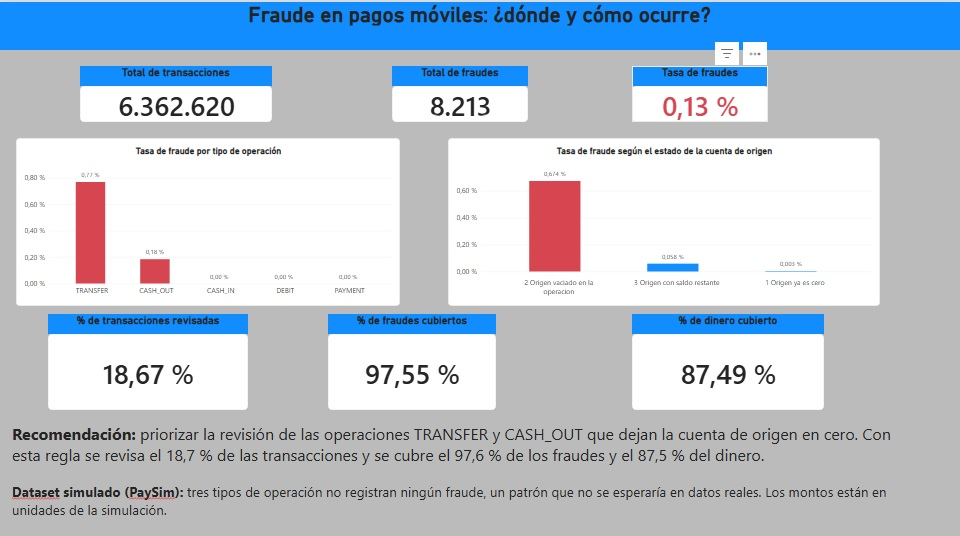 Fraude en pagos móviles: ¿dónde y cómo ocurre?
Total de transacciones
6.362.620
Total de fraudes
8.213
Tasa de fraudes
0,13 %
Tasa de fraude por tipo de operación
0,80 %
0,60 %
0,40 %
0,20 %
0,00 %
0,77 %
0,18 %
0,00 %
0,00 %
0,00 %
TRANSFER
CASH_OUT
CASH_IN
DEBIT
PAYMENT
Tasa de fraude según el estado de la cuenta de origen
0,60 %
0,40 %
0,20 %
0,00 %
0,674 %
0,058 %
0,003 %
2 Origen vaciado en la
operacion
3 Origen con saldo restante
1 Origen ya es cero
% de transacciones revisadas
18,67 %
% de fraudes cubiertos
97,55 %
% de dinero cubierto
87,49 %
Recomendación: priorizar la revisión de las operaciones TRANSFER y CASH_OUT que dejan la cuenta de origen en cero. Con
esta regla se revisa el 18,7 % de las transacciones y se cubre el 97,6 % de los fraudes y el 87,5 % del dinero.
Dataset simulado (PaySim): tres tipos de operación no registran ningún fraude, un patrón que no se esperaría en datos reales. Los montos están en
unidades de la simulación.